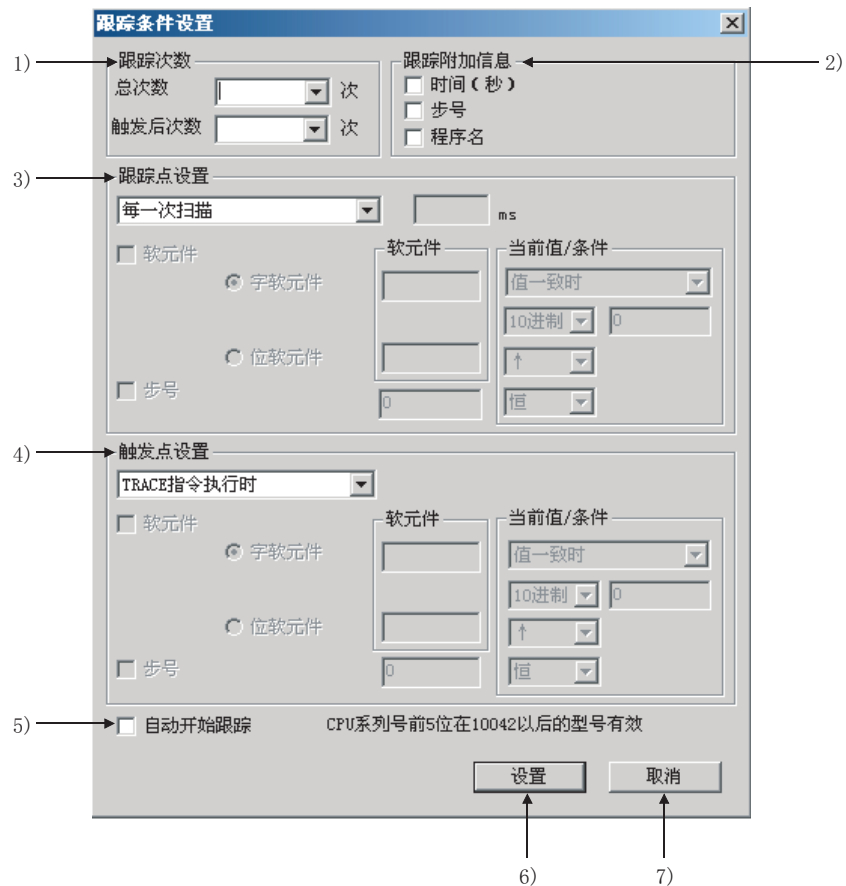 跟踪条件设置
1)
跟踪次数
总次数
次
触发后次数
次
跟踪附加信息
2)
时间(秒)
步号
程序名
3)
跟踪点设置
每一次扫描
ms
软元件
字软元件
位软元件
步号
软元件
0
当前值/条件
值一致时
10进制
0
↑
恒
4)
触发点设置
TRACE指令执行时
软元件
字软元件
位软元件
步号
软元件
0
当前值/条件
值一致时
10进制
0
↑
恒
5)
自动开始跟踪
CPU系列号前5位在10042以后的型号有效
设置
取消
6)
7)